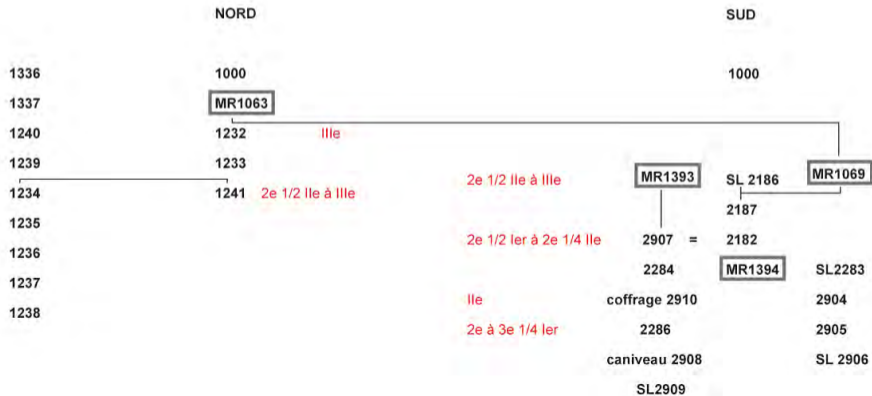 NORD SUD
1336 1000 1000
1337 MR1063
1240 1232 IIIe
1239 1233 MR1393 SL 2186 MR1069
1234 1241 2e 1/2 IIe à IIIe 2e 1/2 IIe à IIIe
1235 2187
1236 2e 1/2 Ier à 2e 1/4 IIe 2907 = 2182
1237 2284 MR1394 SL2283
1238 IIe coffrage 2910 2904
2e à 3e 1/4 Ier 2286 2905
caniveau 2908 SL 2906
SL2909